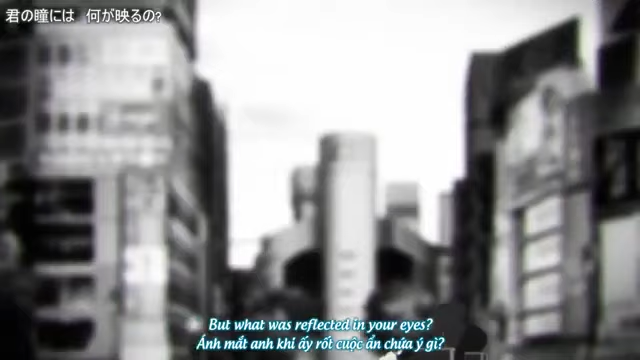 君の瞳には 何が映るの?
But what was reflected in your eyes?
Ánh mắt anh khi ấy rốt cuộc ẩn chứa ý gì?